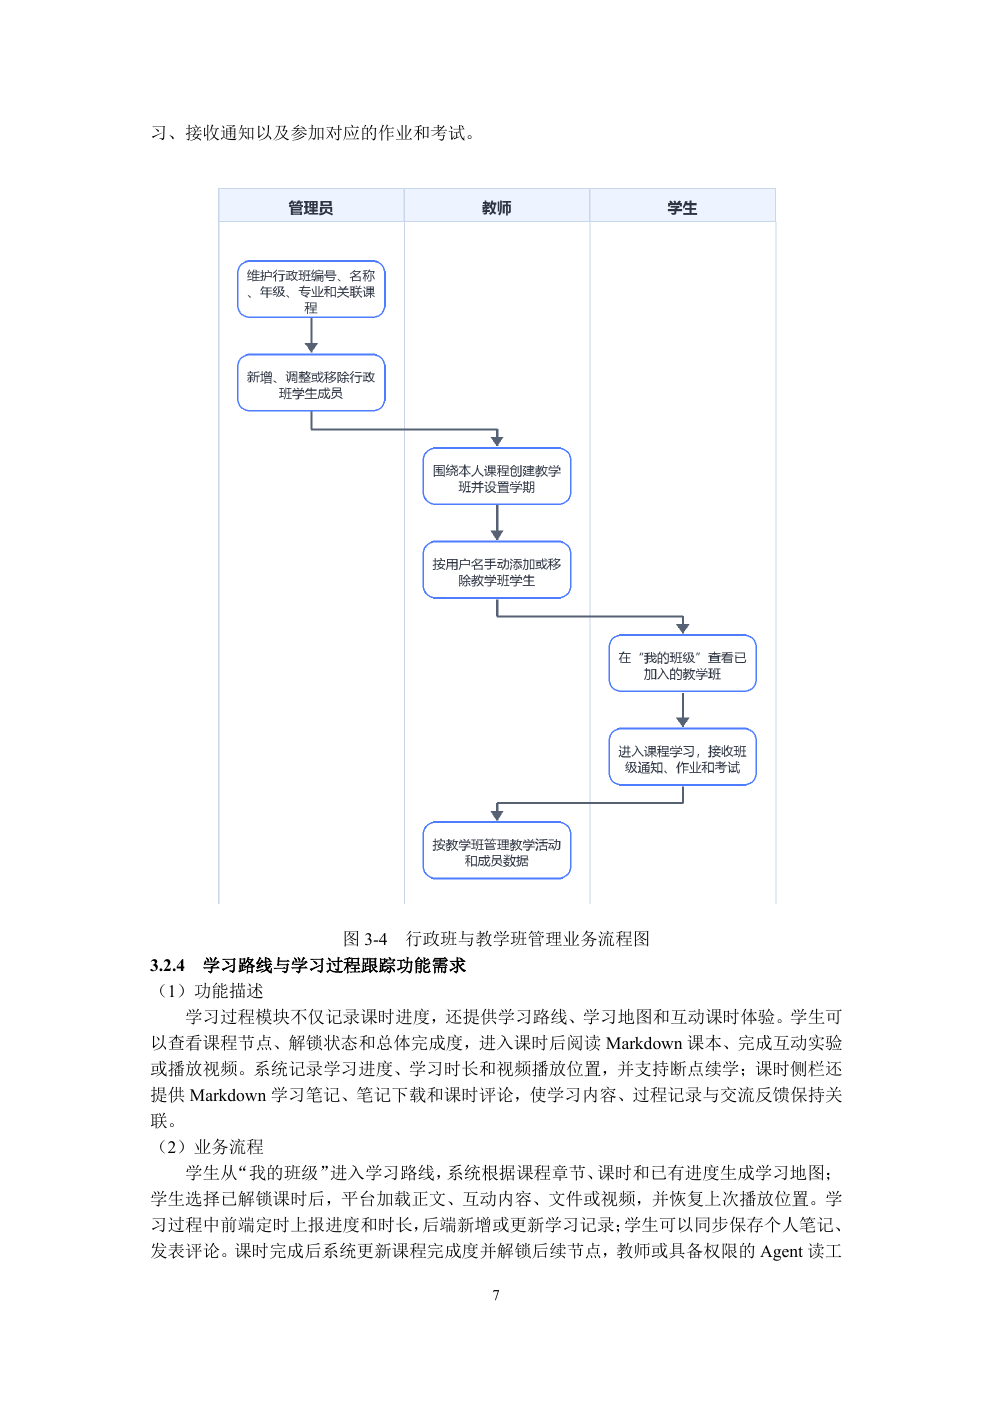 习、接收通知以及参加对应的作业和考试。
管理员
教师
学生
维护行政班编号、名称
、年级、专业和关联课
程
新增、调整或移除行政
班学生成员
围绕本人课程创建教学
班并设置学期
按用户名手动添加或移
除教学班学生
在“我的班级”查看已
加入的教学班
进入课程学习，接收班
级通知、作业和考试
按教学班管理教学活动
和成员数据
图 3-4 行政班与教学班管理业务流程图
3.2.4 学习路线与学习过程跟踪功能需求
（1）功能描述
学习过程模块不仅记录课时进度，还提供学习路线、学习地图和互动课时体验。学生可
以查看课程节点、解锁状态和总体完成度，进入课时后阅读 Markdown 课本、完成互动实验
或播放视频。系统记录学习进度、学习时长和视频播放位置，并支持断点续学；课时侧栏还
提供 Markdown 学习笔记、笔记下载和课时评论，使学习内容、过程记录与交流反馈保持关
联。
（2）业务流程
学生从“我的班级”进入学习路线，系统根据课程章节、课时和已有进度生成学习地图；
学生选择已解锁课时后，平台加载正文、互动内容、文件或视频，并恢复上次播放位置。学
习过程中前端定时上报进度和时长，后端新增或更新学习记录；学生可以同步保存个人笔记、
发表评论。课时完成后系统更新课程完成度并解锁后续节点，教师或具备权限的 Agent 读工
7